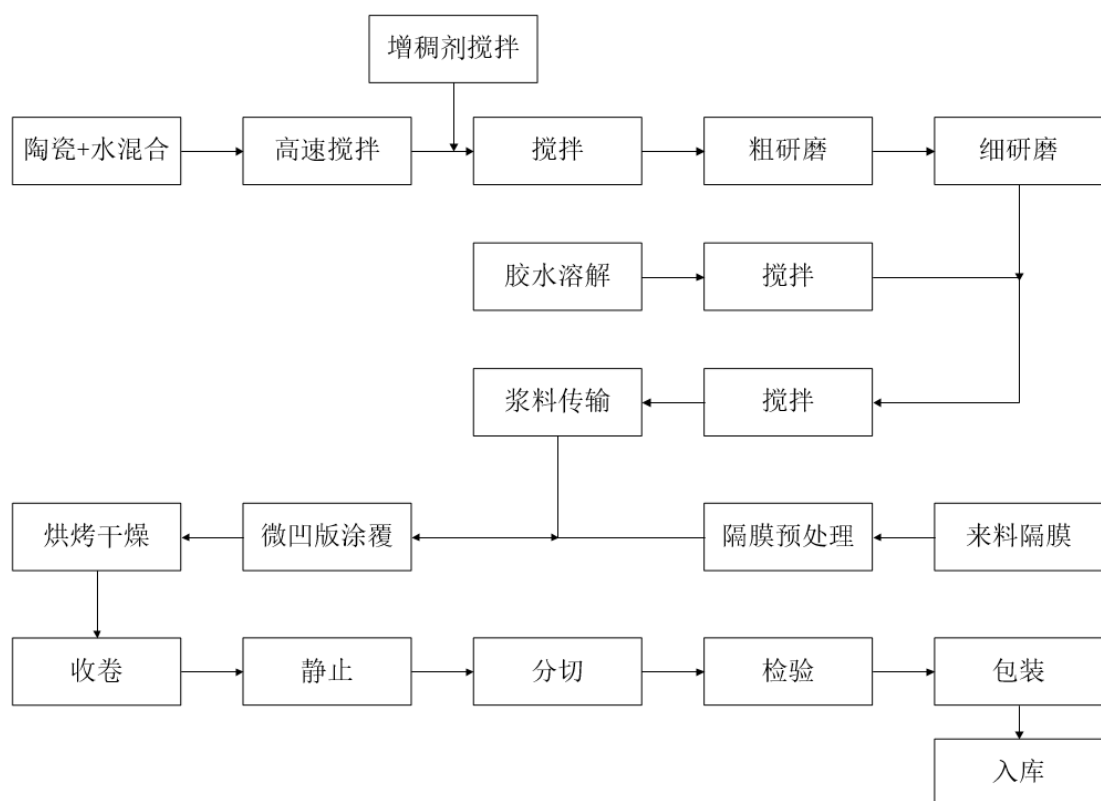 增稠剂搅拌
陶瓷+水混合
高速搅拌
搅拌
粗研磨
细研磨
胶水溶解
搅拌
浆料传输
搅拌
烘烤干燥
微凹版涂覆
隔膜预处理
来料隔膜
收卷
静止
分切
检验
包装
入库